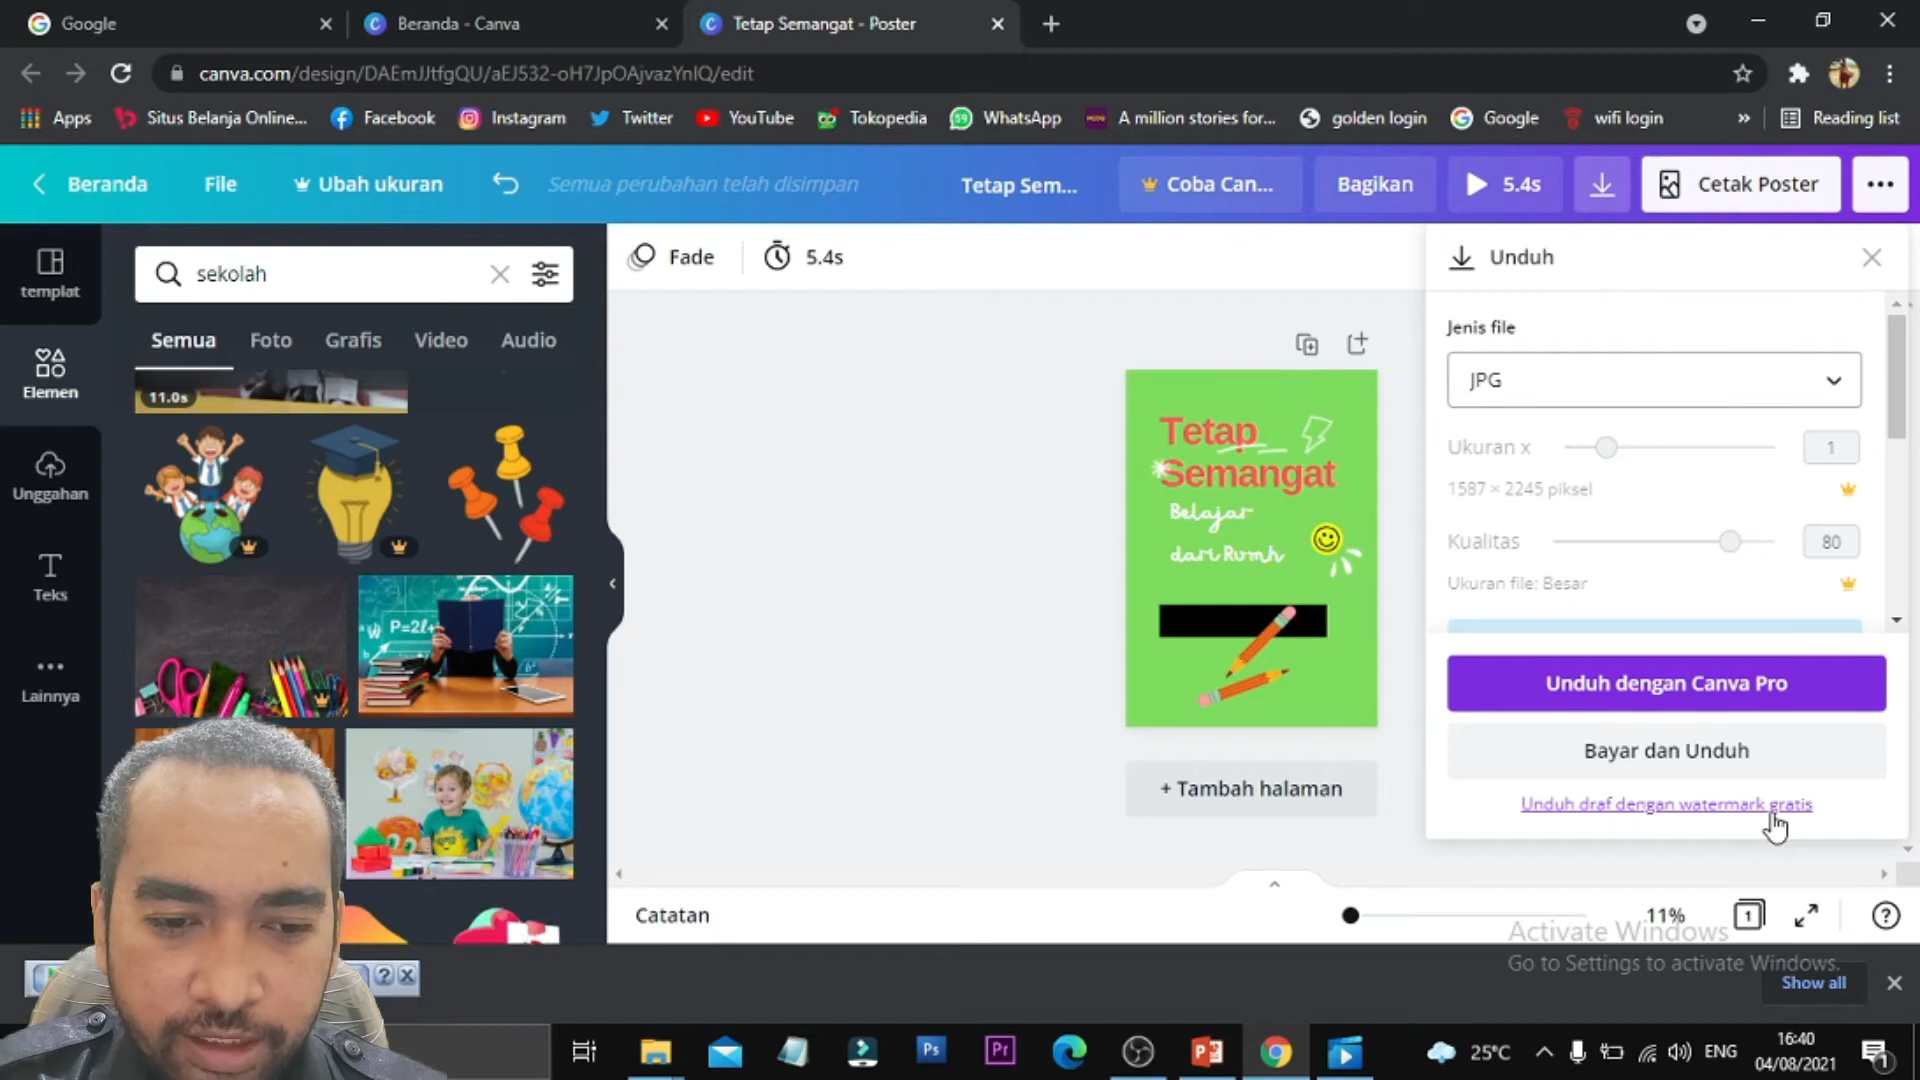 Google
Beranda - Canva
Tetap Semangat - Poster
canva.com/design/DAEmJJtfgQU/aEJ532-oH7JpOAjvazYnIQ/edit
Apps
Situs Belanja Online...
Facebook
Instagram
Twitter
YouTube
Tokopedia
WhatsApp
A million stories for...
golden login
Google
wifi login
»
Reading list
Beranda
File
Ubah ukuran
Semua perubahan telah disimpan
Tetap Sem...
Coba Can...
Bagikan
5.4s
Cetak Poster
templat
Elemen
Unggahan
Teks
Lainnya
sekolah
Semua
Foto
Grafis
Video
Audio
11.0s
P=2ℓ+
Fade
5.4s
Tetap
Semangat
Belajar
dari Rumh
+ Tambah halaman
Unduh
Jenis file
JPG
Ukuran x
1
1587 × 2245 piksel
Kualitas
80
Ukuran file: Besar
Unduh dengan Canva Pro
Bayar dan Unduh
Unduh draf dengan watermark gratis
Catatan
11%
1
Activate Windows
Go to Settings to activate Windows.
Show all
Ps
Pr
25°C
ENG
16:40
04/08/2021
1